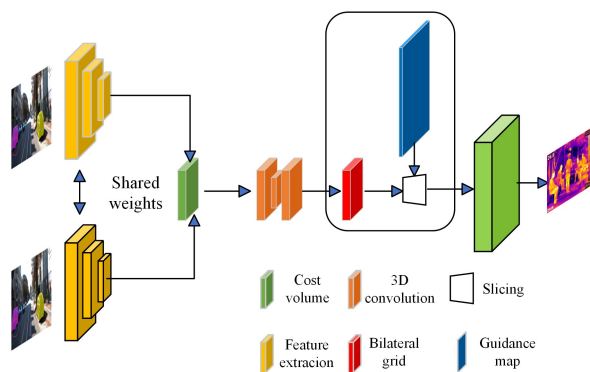 Shared
weights
Cost
volume
3D
convolution
Slicing
Feature
extracion
Bilateral
grid
Guidance
map